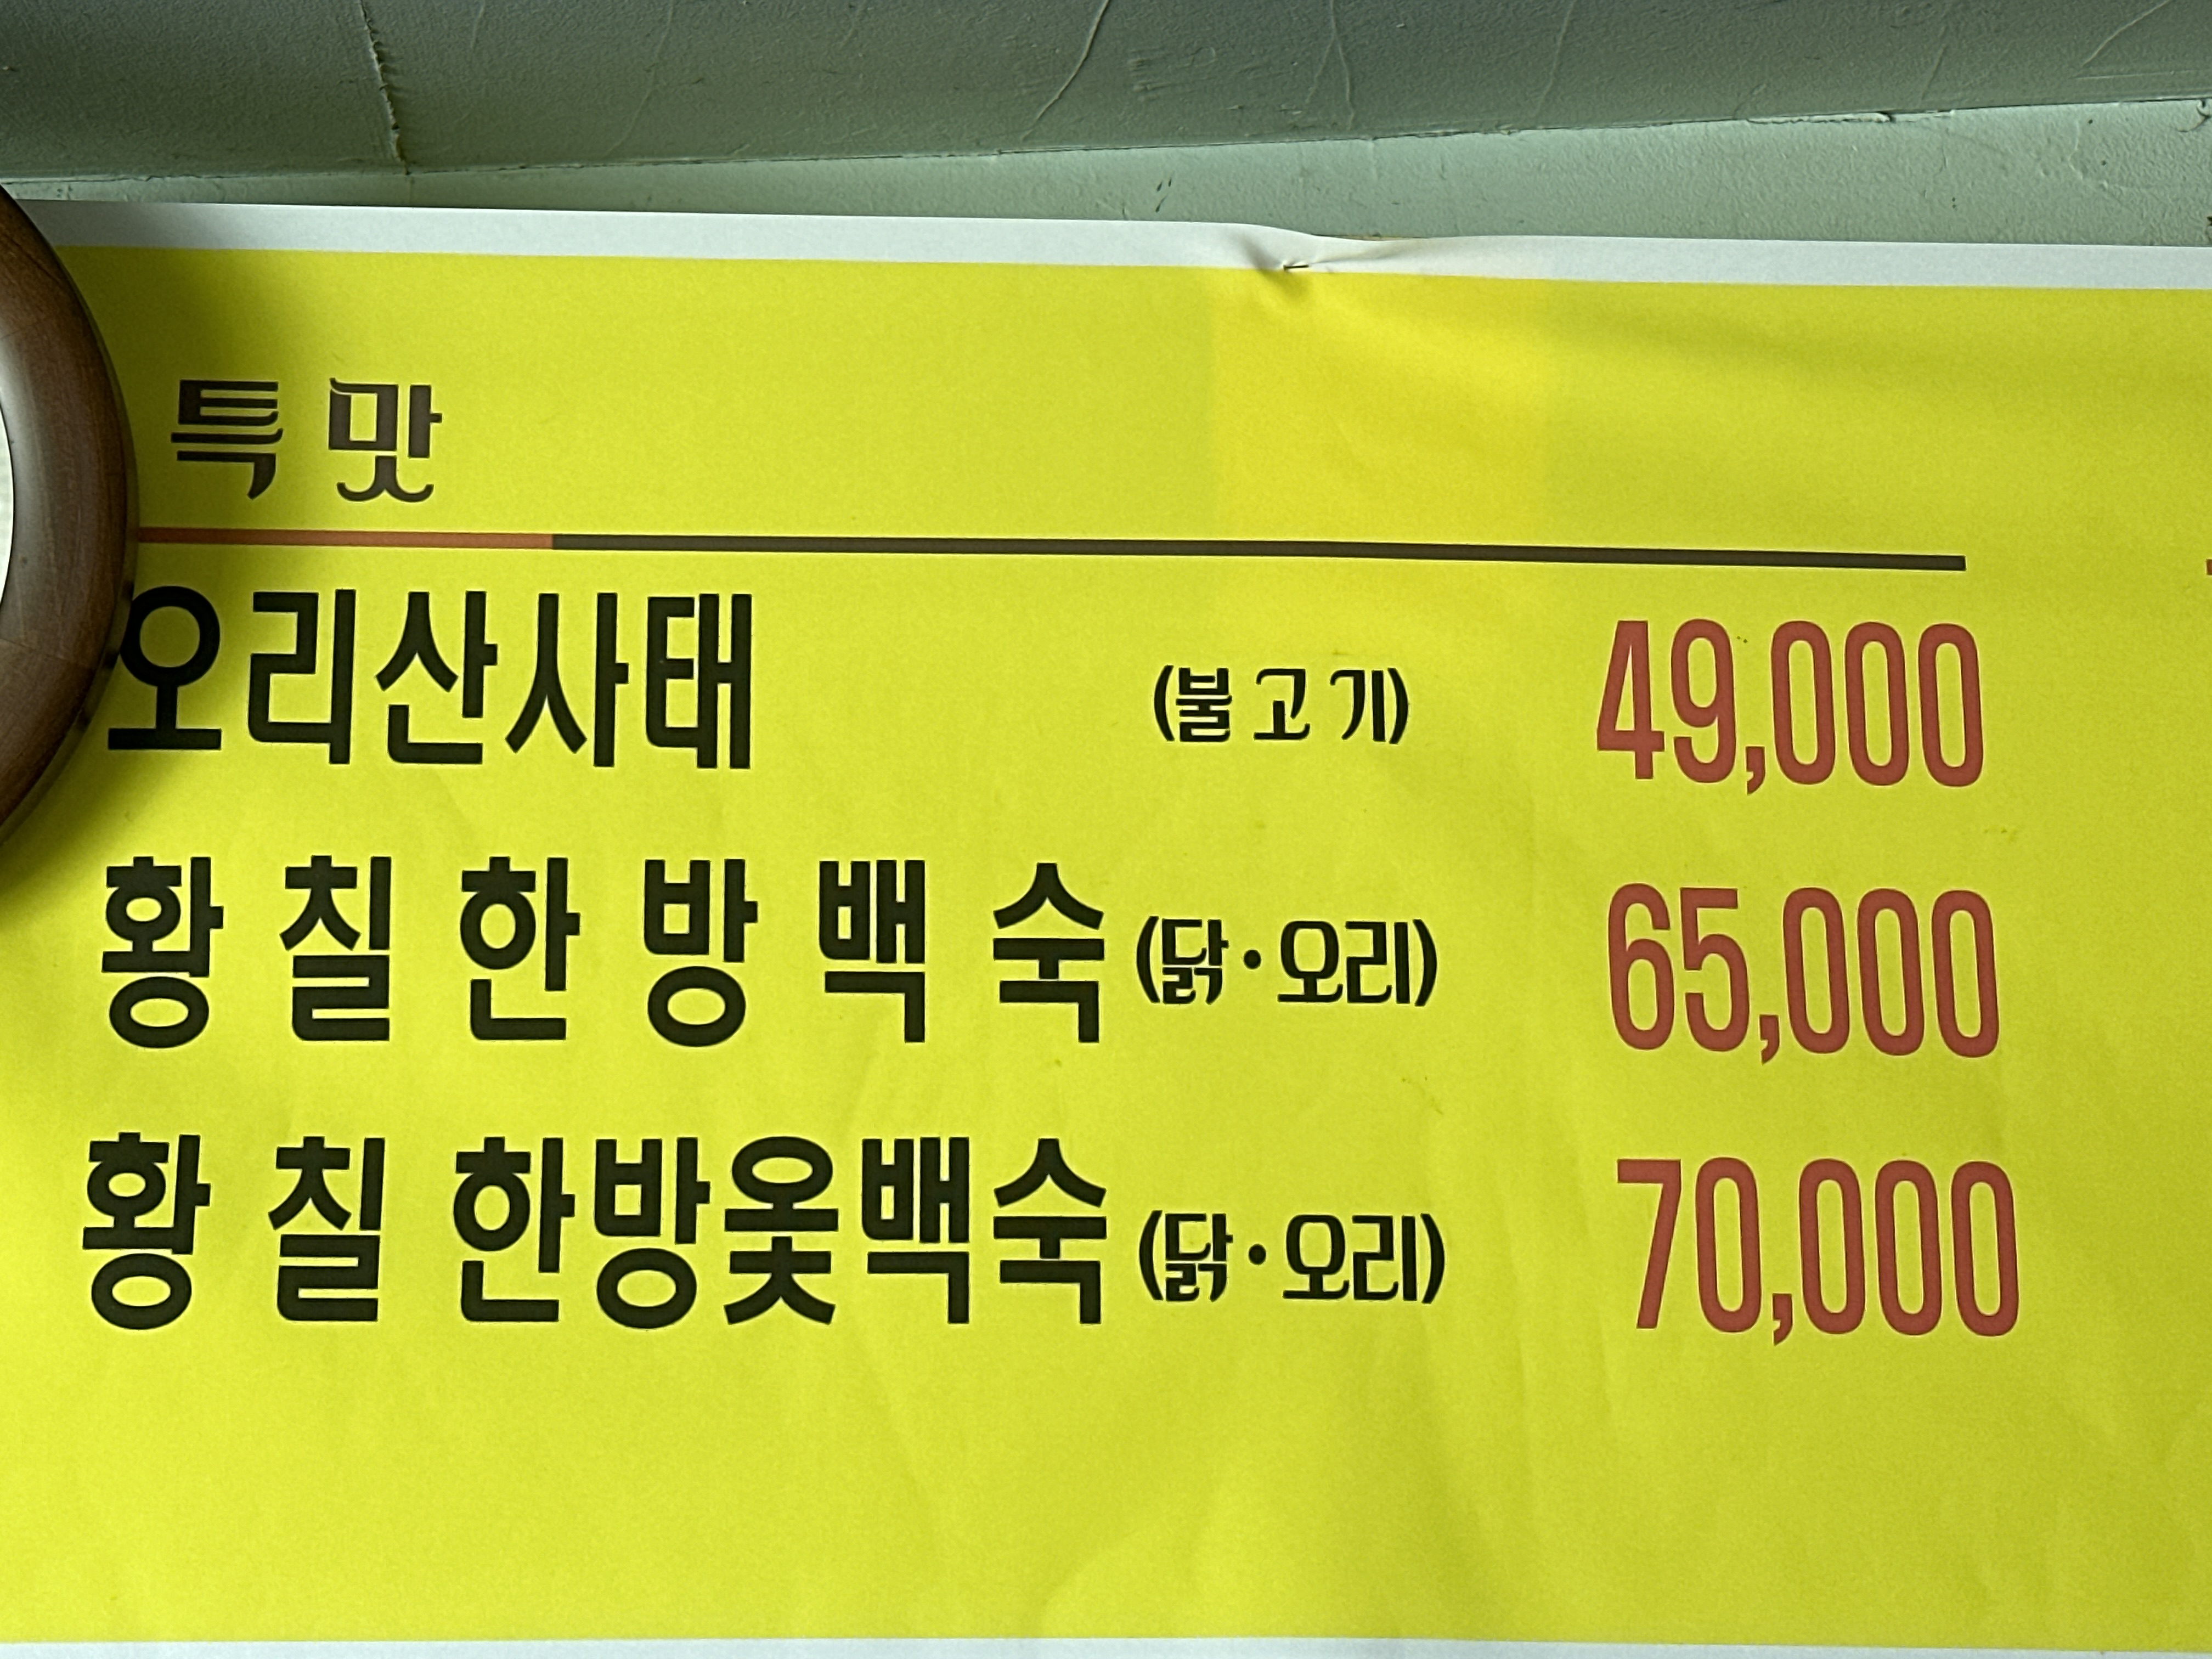 특맛
오리산사태 (불고기) 49,000
황칠한방백숙 (닭·오리) 65,000
황칠한방옻백숙 (닭·오리) 70,000